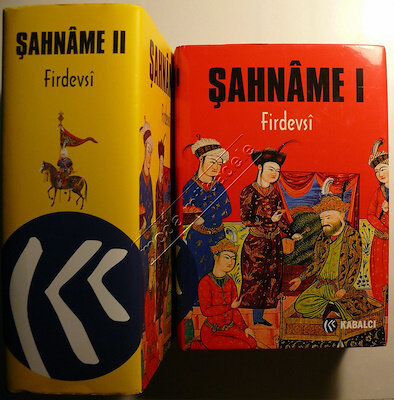 ŞAHNÂME II
Firdevsî
ŞAHNÂME I
Firdevsî
KABALCI